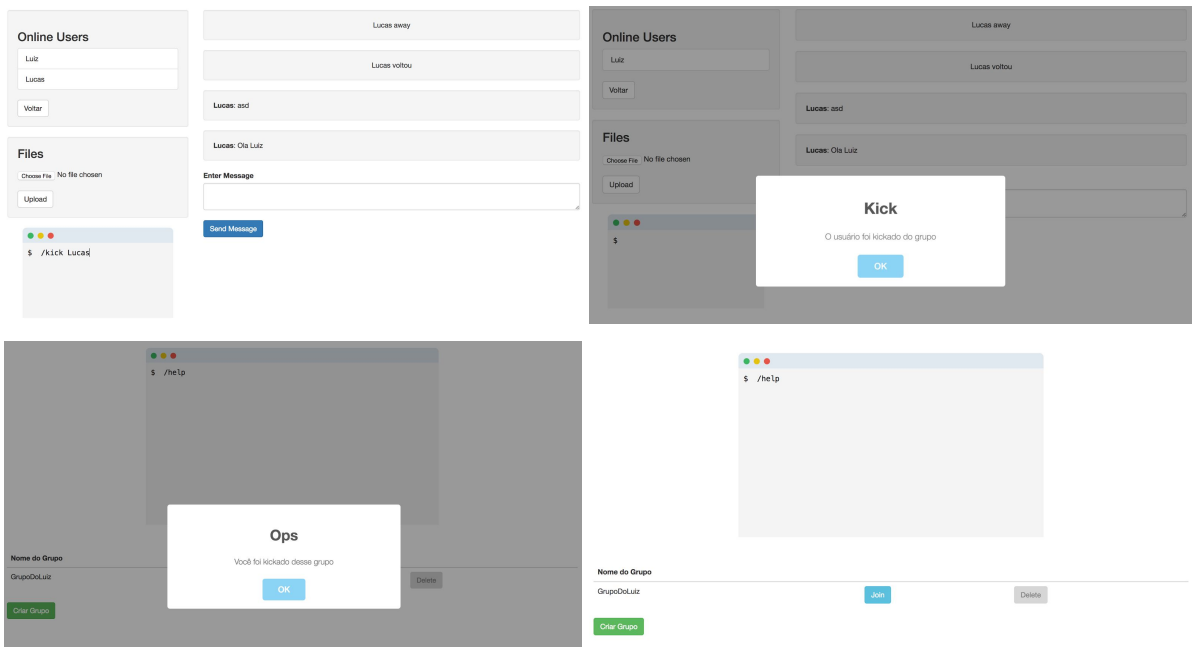 Online Users
Luiz
Lucas
Voltar
Files
Choose File No file chosen
Upload
$ /kick Lucas
Lucas away
Lucas voltou
Lucas: asd
Lucas: Ola Luiz
Enter Message
Send Message
Online Users
Luiz
Voltar
Files
Choose File No file chosen
Upload
$
Lucas away
Lucas voltou
Lucas: asd
Lucas: Ola Luiz
Kick
O usuário foi kickado do grupo
OK
$ /help
Nome do Grupo
GrupoDoLuiz
Delete
Criar Grupo
Ops
Você foi kickado desse grupo
OK
$ /help
Nome do Grupo
GrupoDoLuiz Join Delete
Criar Grupo